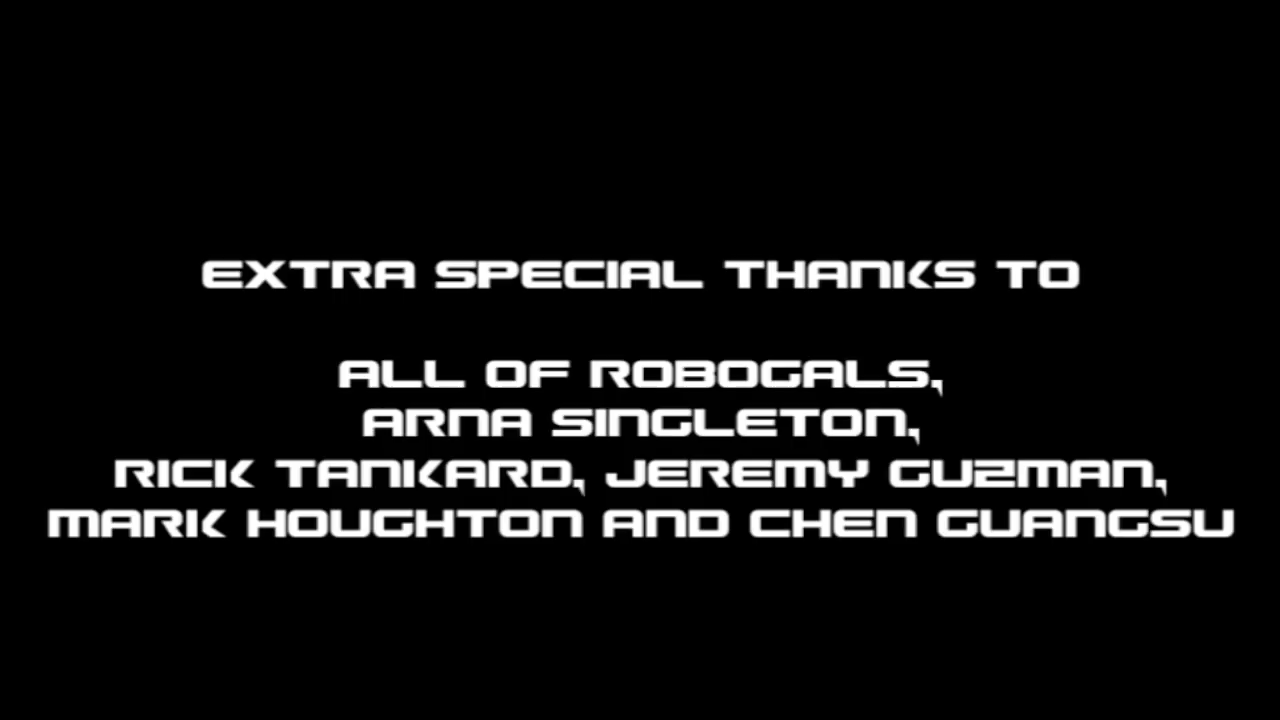 EXTRA SPECIAL THANKS TO
ALL OF ROBOGALS,
ARNA SINGLETON,
RICK TANKARD, JEREMY GUZMAN,
MARK HOUGHTON AND CHEN GUANGSU